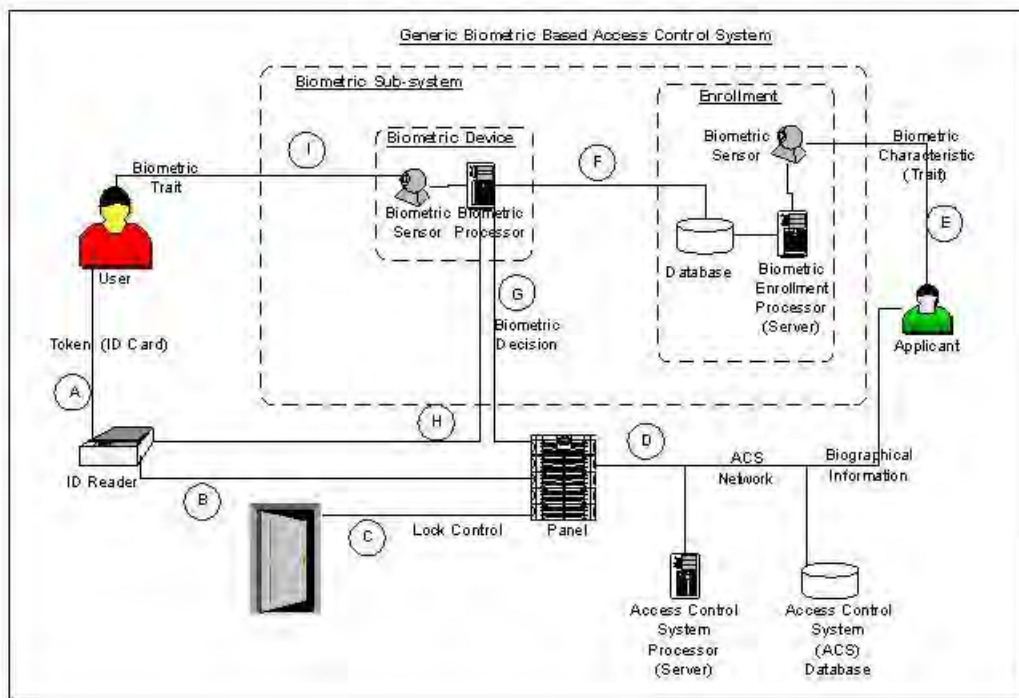 Generic Biometric Based Access Control System
Biometric Sub-system
Enrollment
Biometric Device
I
F
Biometric
Sensor
Biometric
Characteristic
(Trait)
Biometric
Trait
Biometric
Sensor
Biometric
Processor
E
User
Database
Biometric
Enrollment
Processor
(Server)
G
Biometric
Decision
Applicant
Token (ID Card)
A
H
D
ACS
Network
Biographical
Information
ID Reader
B
C
Lock Control
Panel
Access Control
System
Processor
(Server)
Access Control
System
(ACS)
Database